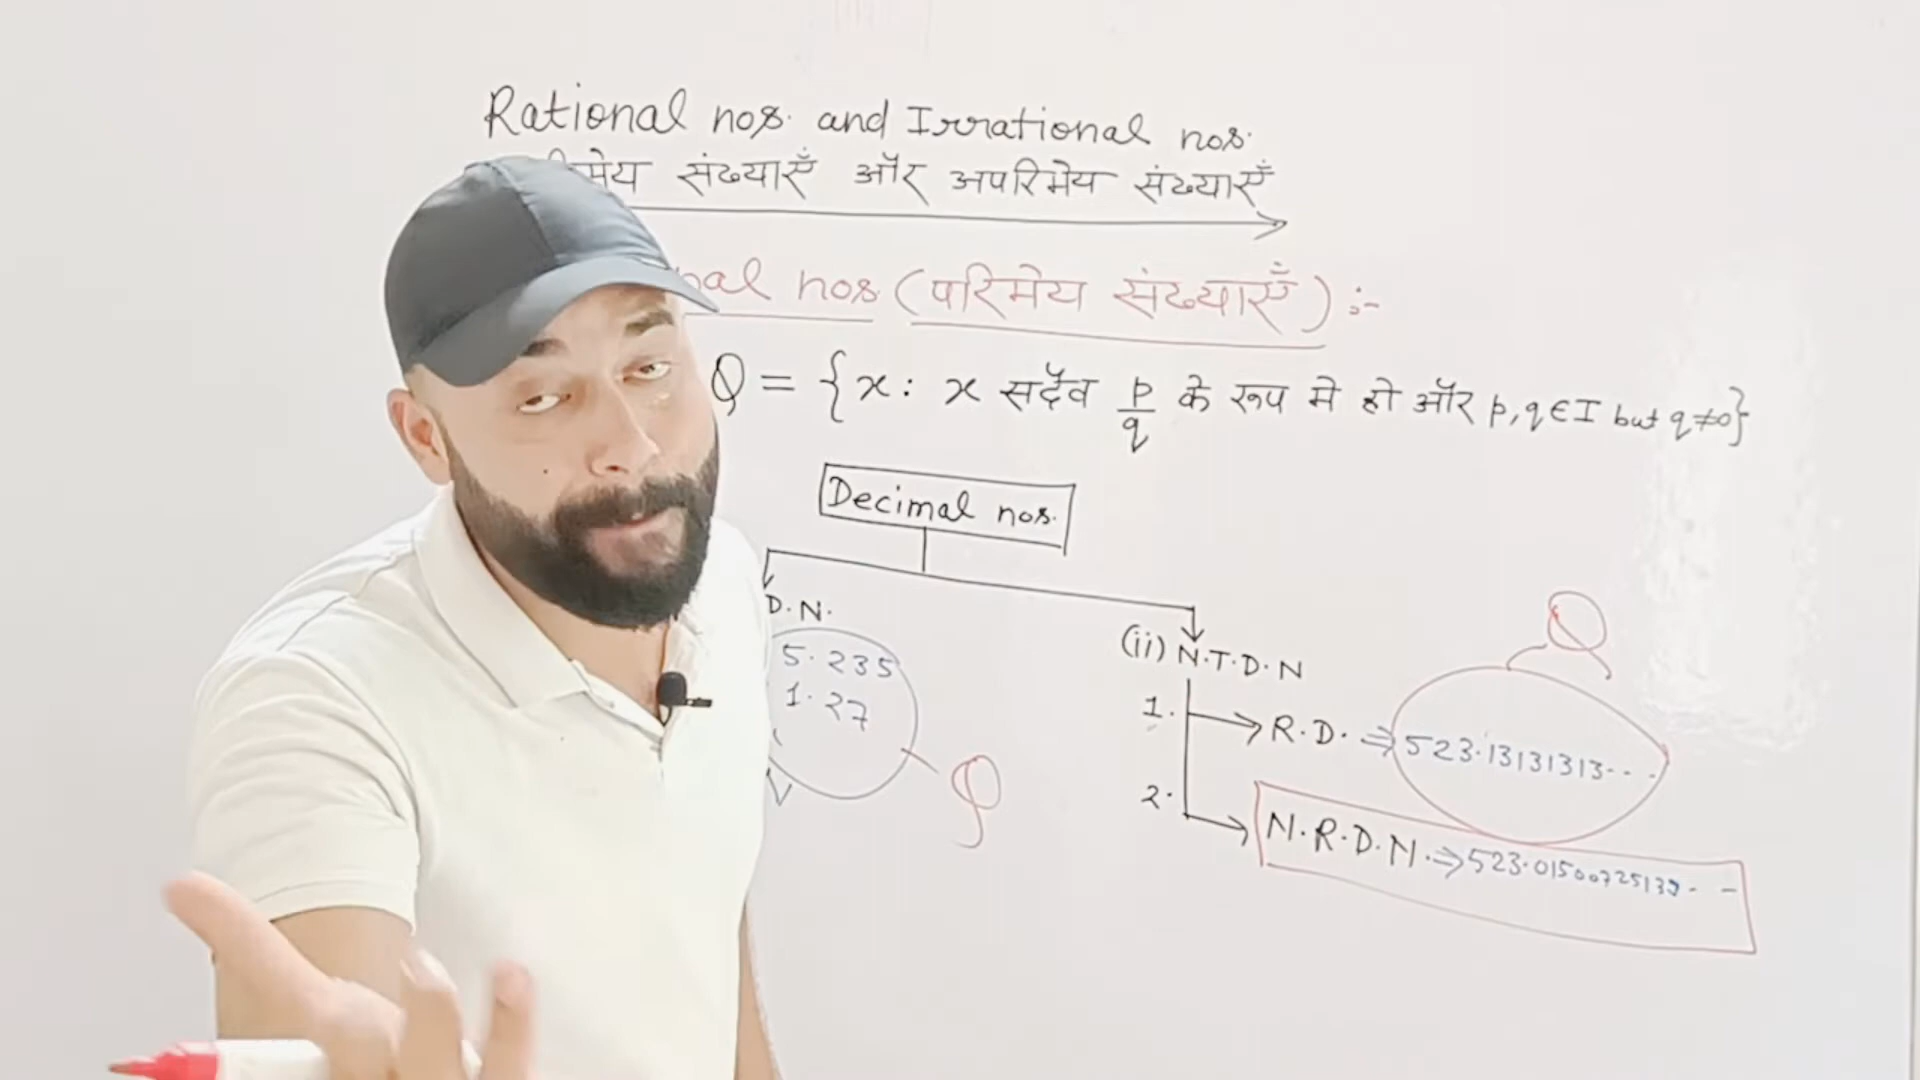 Rational nos. and Irrational nos.
संख्याएँ और अपरिमेय संख्याएँ
nos. (परिमेय संख्याएँ) :-
Q = {x : x सदैव p/q के रूप मे हो और p, q ∈ I but q ≠ 0}
Decimal nos.
D. N.
5.235
1.27
Q
(ii) N.T.D.N
1. R.D. ⇒ 523.13131313...
Q
2. N.R.D.N. ⇒ 523.01500725132- -